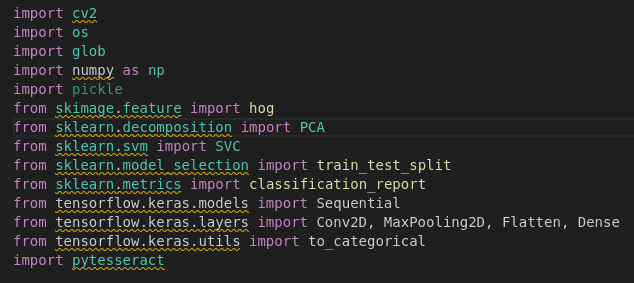 import cv2
import os
import glob
import numpy as np
import pickle
from skimage.feature import hog
from sklearn.decomposition import PCA
from sklearn.svm import SVC
from sklearn.model_selection import train_test_split
from sklearn.metrics import classification_report
from tensorflow.keras.models import Sequential
from tensorflow.keras.layers import Conv2D, MaxPooling2D, Flatten, Dense
from tensorflow.keras.utils import to_categorical
import pytesseract